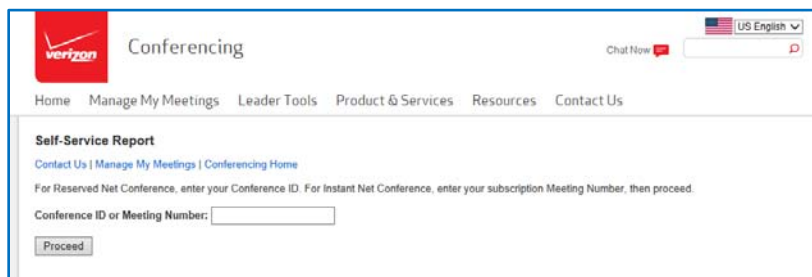 US English
verizon
Conferencing
Chat Now
Home Manage My Meetings Leader Tools Product & Services Resources Contact Us
Self-Service Report
Contact Us | Manage My Meetings | Conferencing Home
For Reserved Net Conference, enter your Conference ID. For Instant Net Conference, enter your subscription Meeting Number, then proceed.
Conference ID or Meeting Number:
Proceed